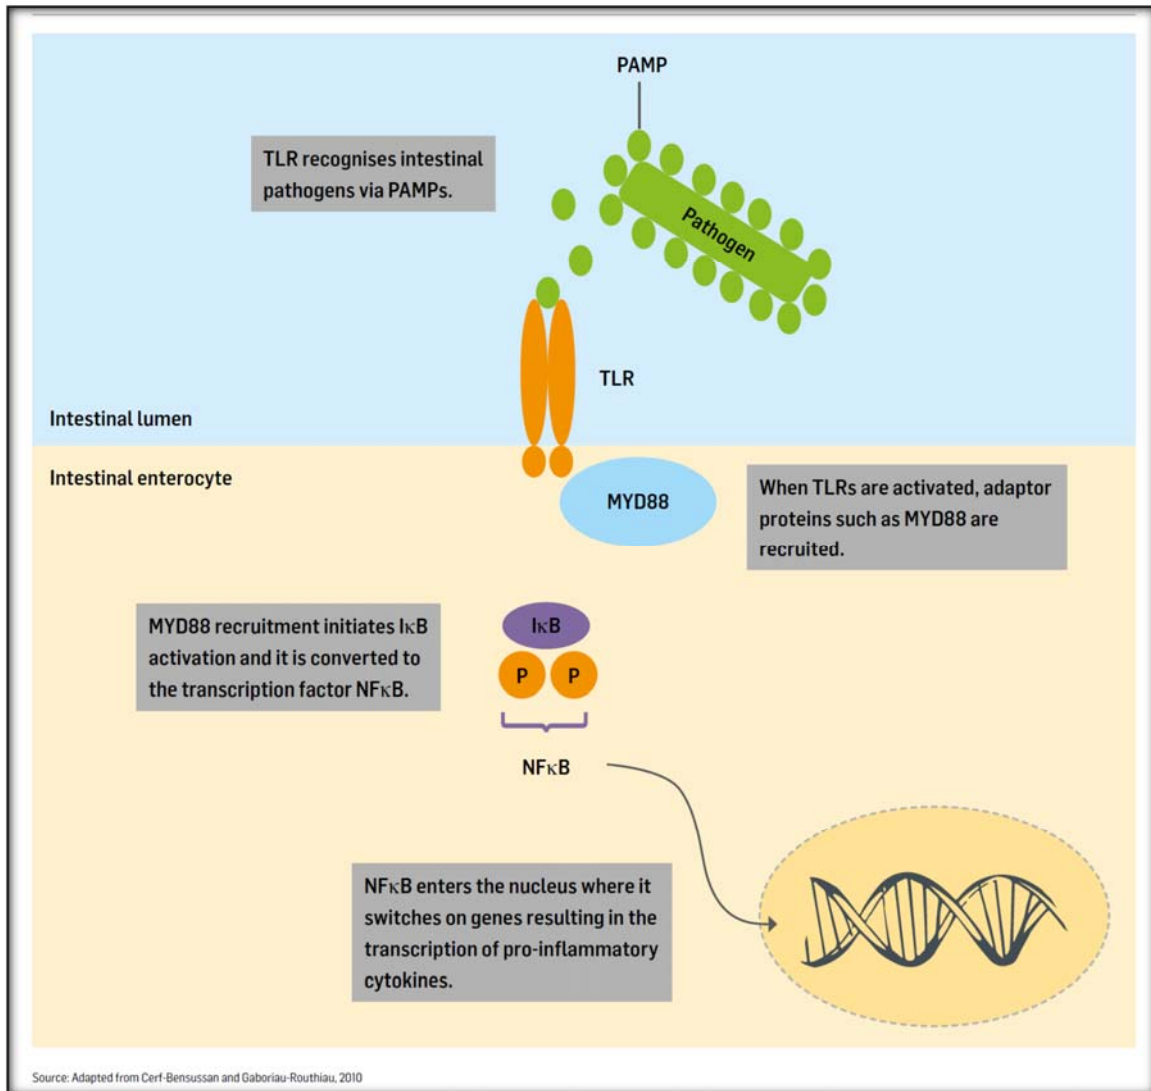 PAMP
TLR recognises intestinal
pathogens via PAMPs.
Pathogen
TLR
Intestinal lumen
Intestinal enterocyte
MYD88
When TLRs are activated, adaptor
proteins such as MYD88 are
recruited.
MYD88 recruitment initiates IκB
activation and it is converted to
the transcription factor NFκB.
IκB
P P
NFκB
NFκB enters the nucleus where it
switches on genes resulting in the
transcription of pro-inflammatory
cytokines.
Source: Adapted from Cerf-Bensussan and Gaboriau-Routhiau, 2010